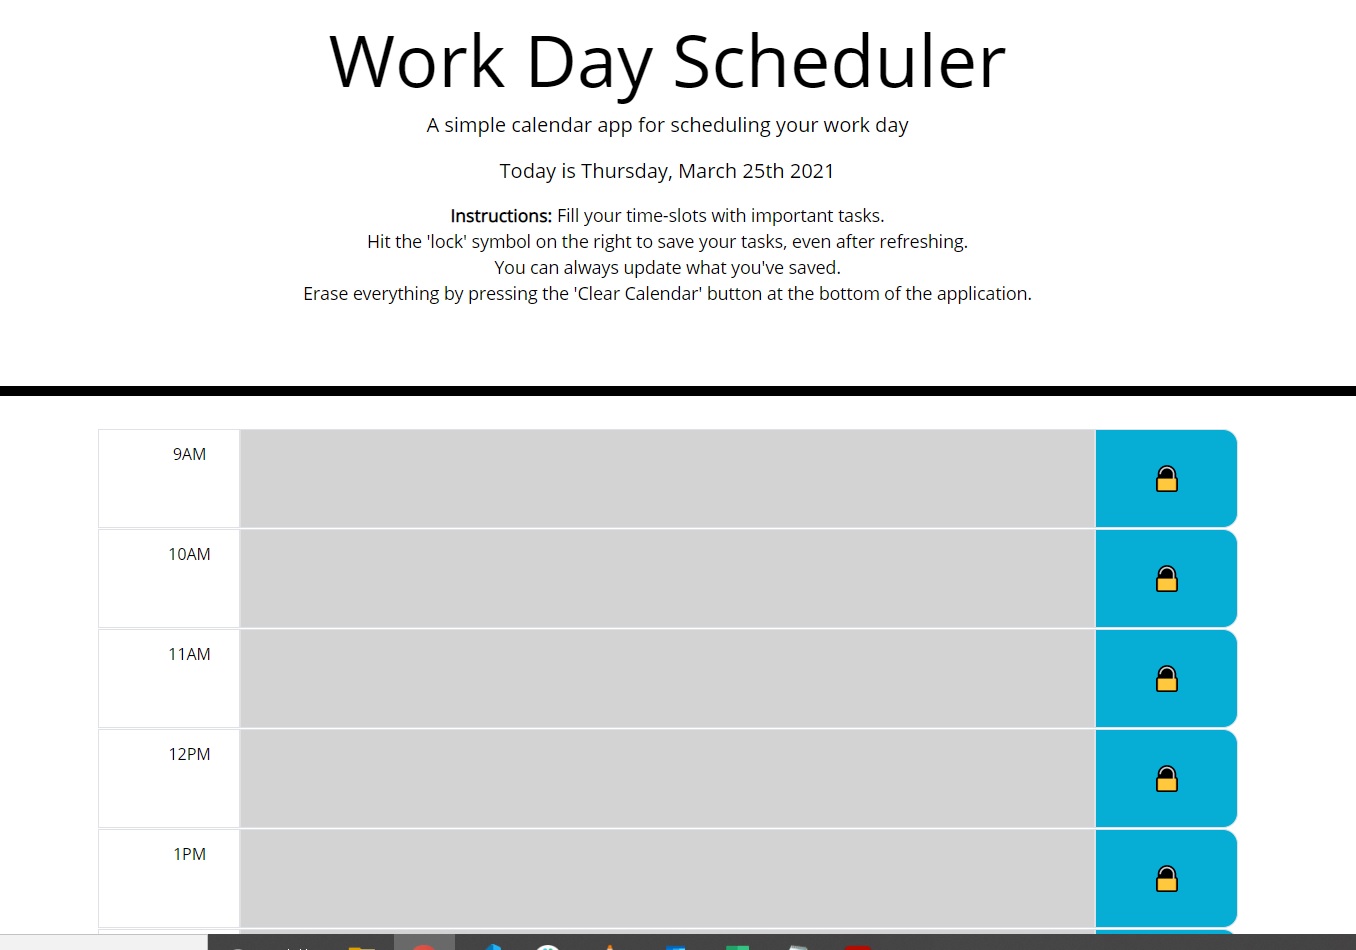 Work Day Scheduler
A simple calendar app for scheduling your work day
Today is Thursday, March 25th 2021
Instructions: Fill your time-slots with important tasks.
Hit the 'lock' symbol on the right to save your tasks, even after refreshing.
You can always update what you've saved.
Erase everything by pressing the 'Clear Calendar' button at the bottom of the application.
9AM
10AM
11AM
12PM
1PM